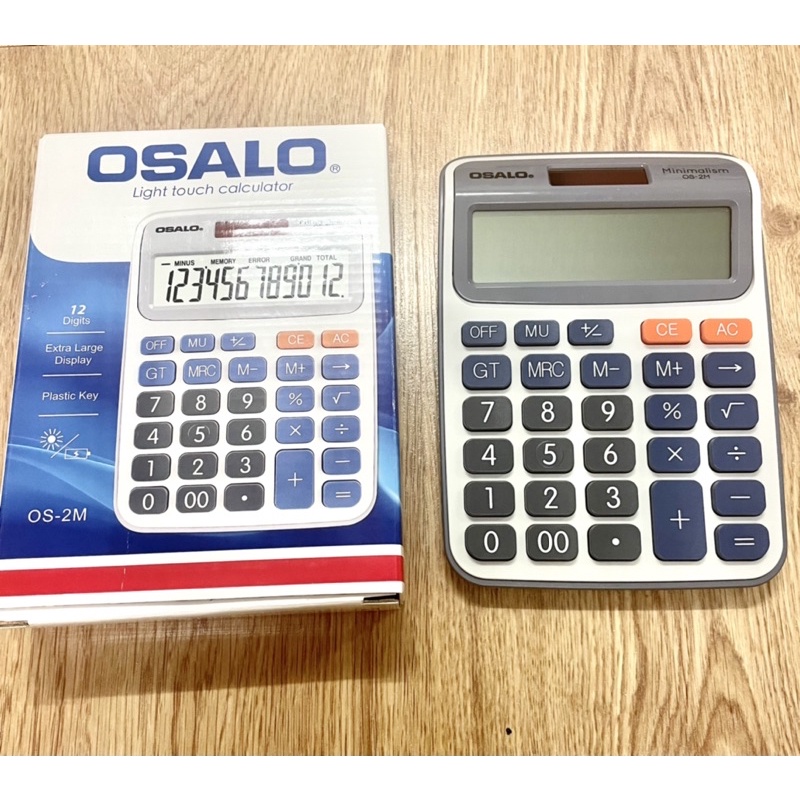 OSALO®
Light touch calculator
OSALO®
MINUS MEMORY ERROR GRAND TOTAL
123456789012.
12
Digits
Extra Large
Display
Plastic Key
OS-2M
OFF MU +/− CE AC
GT MRC M− M+ →
7 8 9 % √
4 5 6 × ÷
1 2 3 + −
0 00 • =
OSALO®
Minimalism
OS-2M
OFF MU +/− CE AC
GT MRC M− M+ →
7 8 9 % √
4 5 6 × ÷
1 2 3 + −
0 00 • =